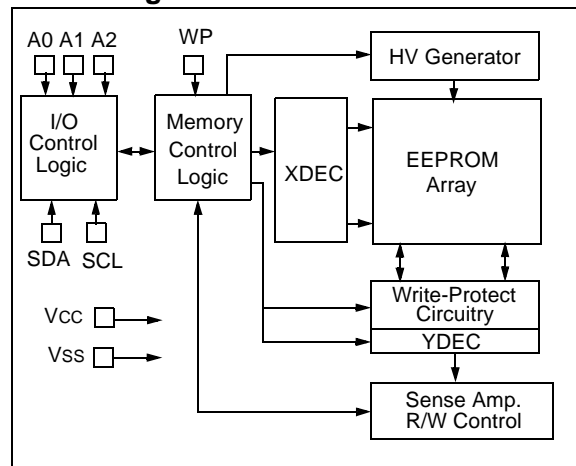 A0 A1 A2
WP
HV Generator
I/O
Control
Logic
Memory
Control
Logic
XDEC
EEPROM
Array
SDA
SCL
Write-Protect
Circuitry
YDEC
VCC
VSS
Sense Amp.
R/W Control